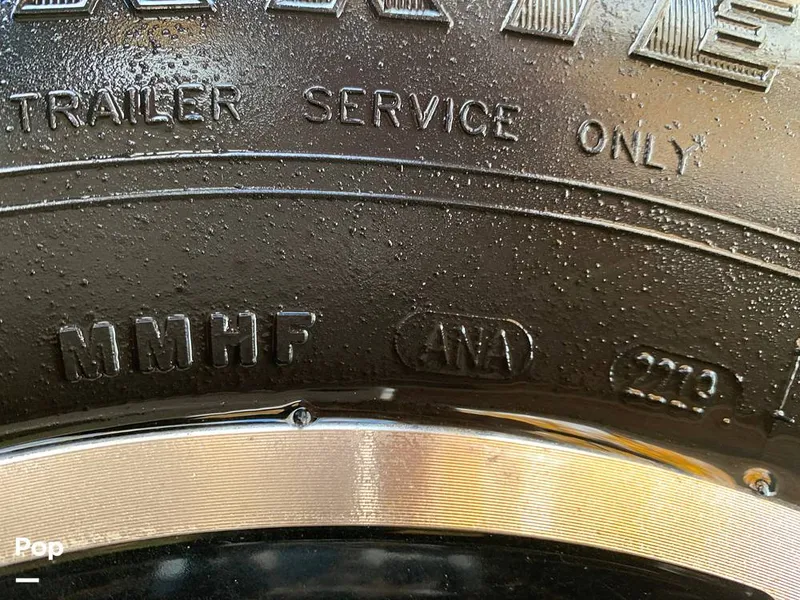 TRAILER SERVICE ONLY
MMHF ANA 2219
Pop